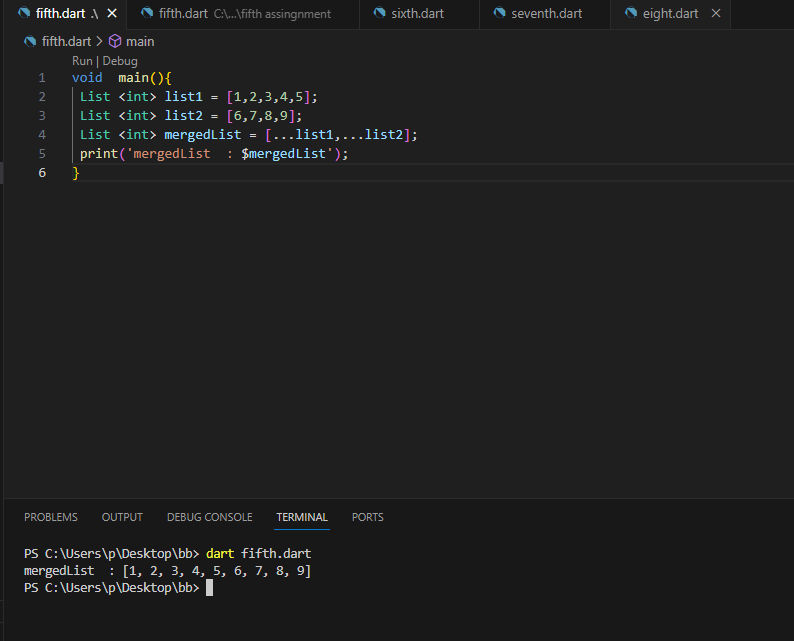 fifth.dart .\ fifth.dart C:\...\fifth assingnment sixth.dart seventh.dart eight.dart
fifth.dart > main
Run | Debug
1 void  main(){
2  List <int> list1 = [1,2,3,4,5];
3  List <int> list2 = [6,7,8,9];
4  List <int> mergedList = [...list1,...list2];
5  print('mergedList  : $mergedList');
6 }
PROBLEMS OUTPUT DEBUG CONSOLE TERMINAL PORTS
PS C:\Users\p\Desktop\bb> dart fifth.dart
mergedList  : [1, 2, 3, 4, 5, 6, 7, 8, 9]
PS C:\Users\p\Desktop\bb>